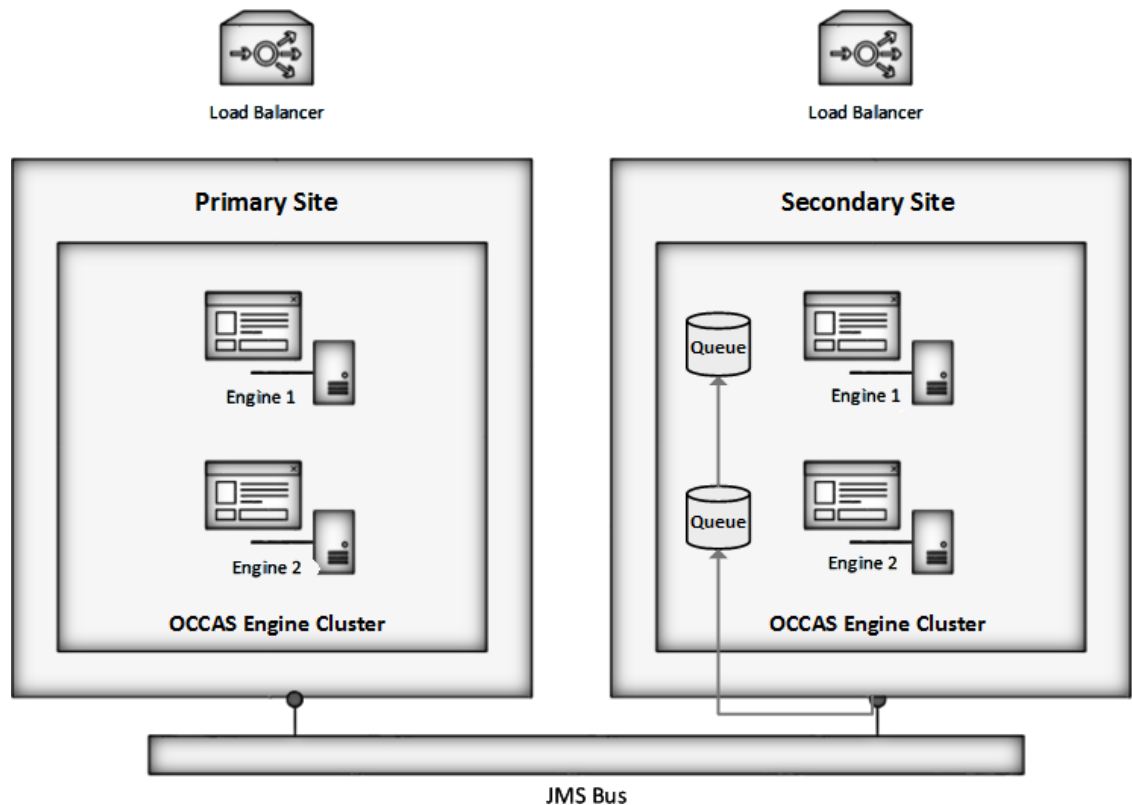 Load Balancer
Load Balancer
Primary Site
Secondary Site
Queue
Engine 1
Engine 1
Queue
Engine 2
Engine 2
OCCAS Engine Cluster
OCCAS Engine Cluster
JMS Bus